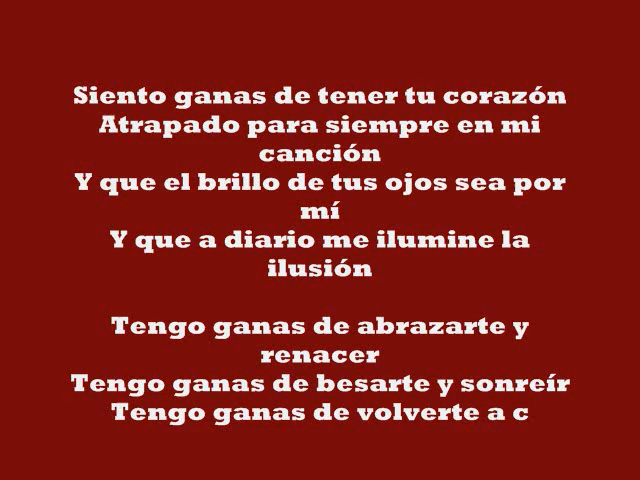 Siento ganas de tener tu corazón
Atrapado para siempre en mi
canción
Y que el brillo de tus ojos sea por
mí
Y que a diario me ilumine la
ilusión
Tengo ganas de abrazarte y
renacer
Tengo ganas de besarte y sonreír
Tengo ganas de volverte a c